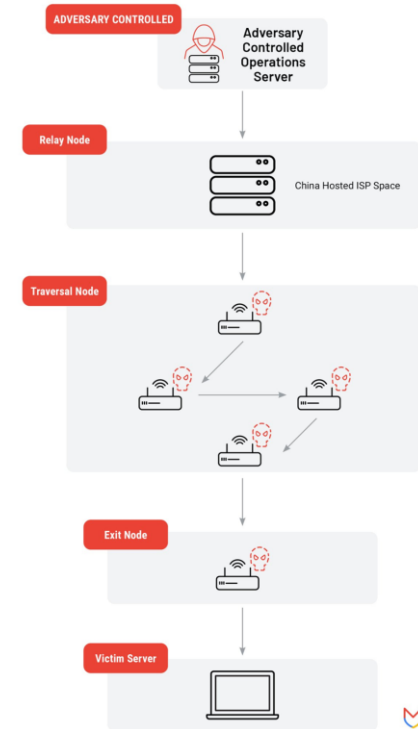 ADVERSARY CONTROLLED
Adversary
Controlled
Operations
Server
Relay Node
China Hosted ISP Space
Traversal Node
Exit Node
Victim Server